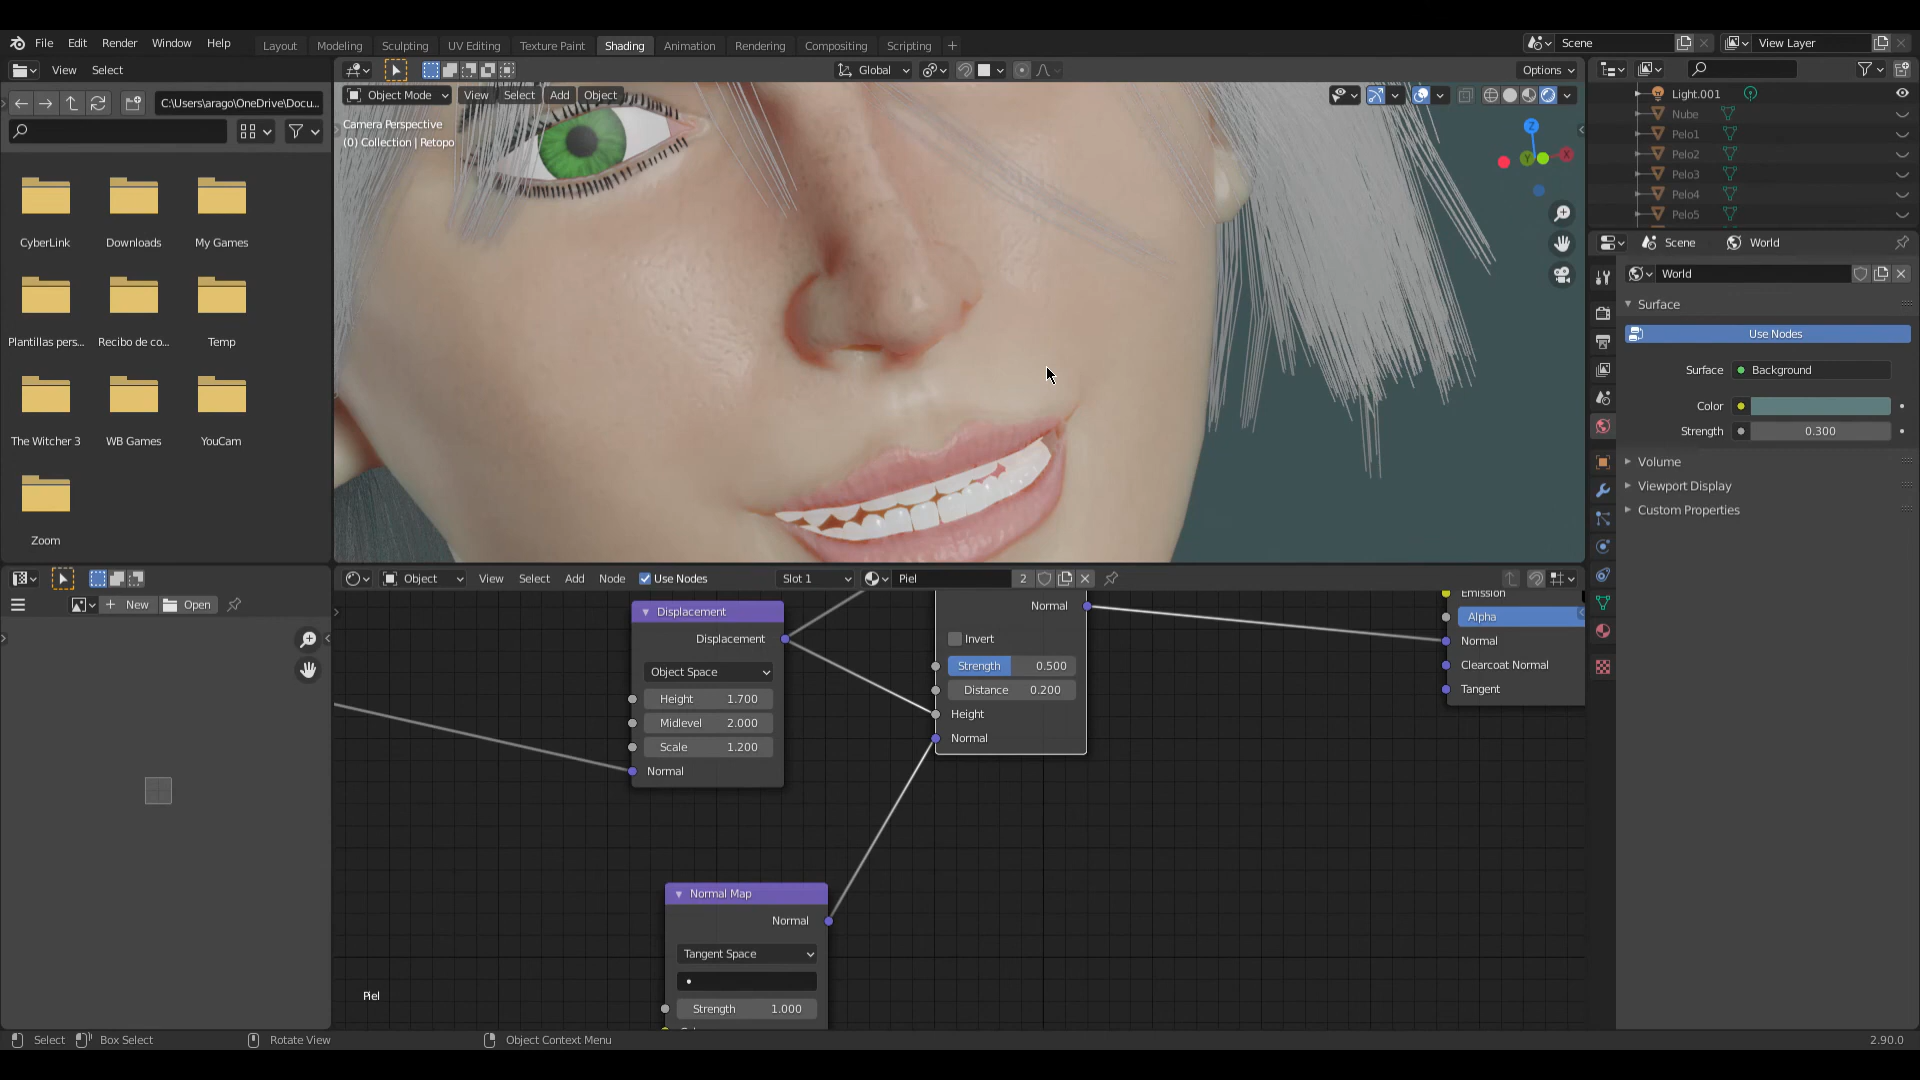 File Edit Render Window Help
Layout Modeling Sculpting UV Editing Texture Paint Shading Animation Rendering Compositing Scripting +
Scene
View Layer
View Select
Global
Options
C:\Users\arago\OneDrive\Docu...
Object Mode View Select Add Object
Camera Perspective
(0) Collection | Retopo
CyberLink Downloads My Games
Plantillas pers... Recibo de co... Temp
The Witcher 3 WB Games YouCam
Zoom
Light.001
Nube
Pelo1
Pelo2
Pelo3
Pelo4
Pelo5
Scene World
World
Surface
Use Nodes
Surface Background
Color
Strength 0.300
Volume
Viewport Display
Custom Properties
New Open
Object View Select Add Node Use Nodes Slot 1 Piel 2
Displacement
Displacement
Object Space
Height 1.700
Midlevel 2.000
Scale 1.200
Normal
Normal
Invert
Strength 0.500
Distance 0.200
Height
Normal
Emission
Alpha
Normal
Clearcoat Normal
Tangent
Normal Map
Normal
Tangent Space
Strength 1.000
Piel
Select Box Select Rotate View Object Context Menu 2.90.0